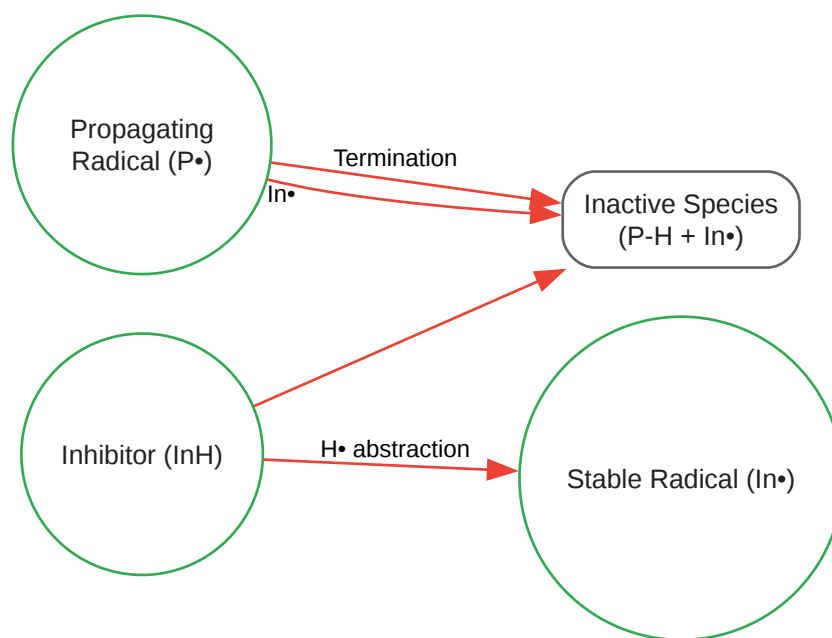 Propagating
Radical (P•)
Termination
In•
Inactive Species
(P-H + In•)
Inhibitor (InH)
H• abstraction
Stable Radical (In•)